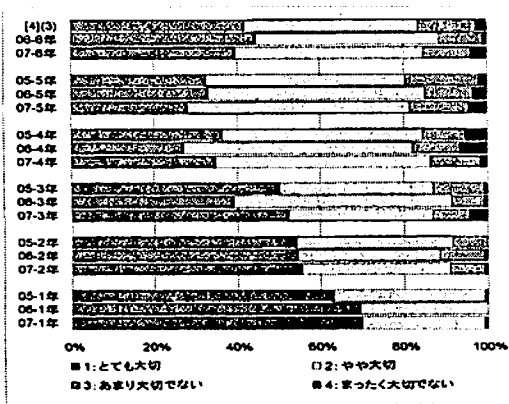 [4](3)
06-6年
07-6年
05-5年
06-5年
07-5年
05-4年
06-4年
07-4年
05-3年
06-3年
07-3年
05-2年
06-2年
07-2年
05-1年
06-1年
07-1年
0% 20% 40% 60% 80% 100%
■1:とても大切 □2:やや大切
■3:あまり大切でない ■4:まったく大切でない